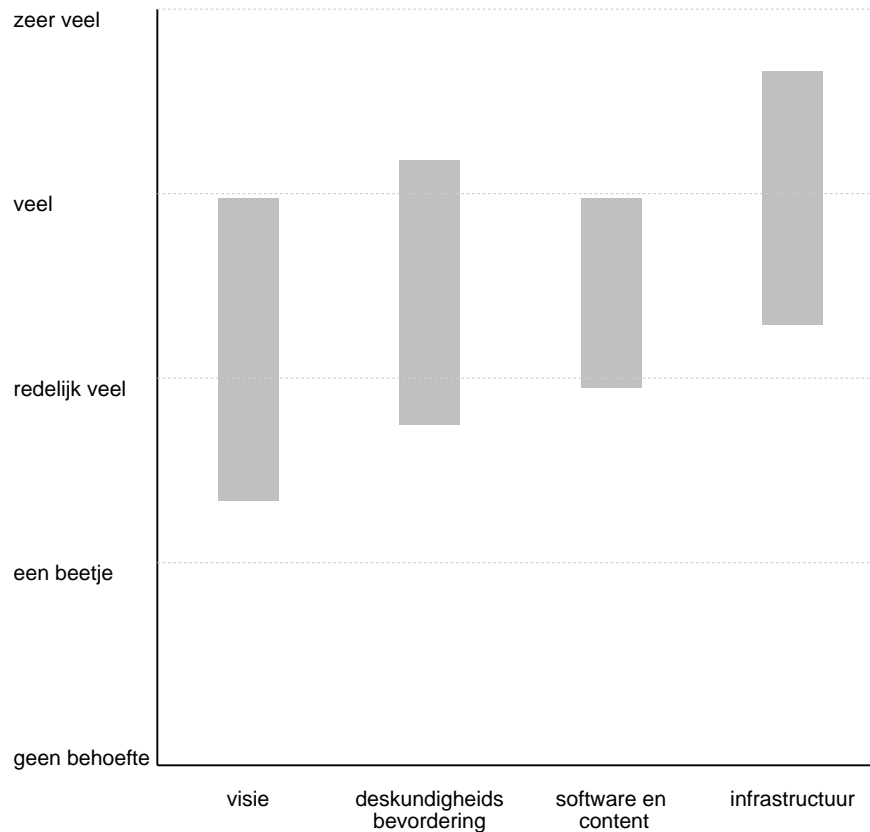 zeer veel
veel
redelijk veel
een beetje
geen behoefte
visie
deskundigheids
bevordering
software en
content
infrastructuur